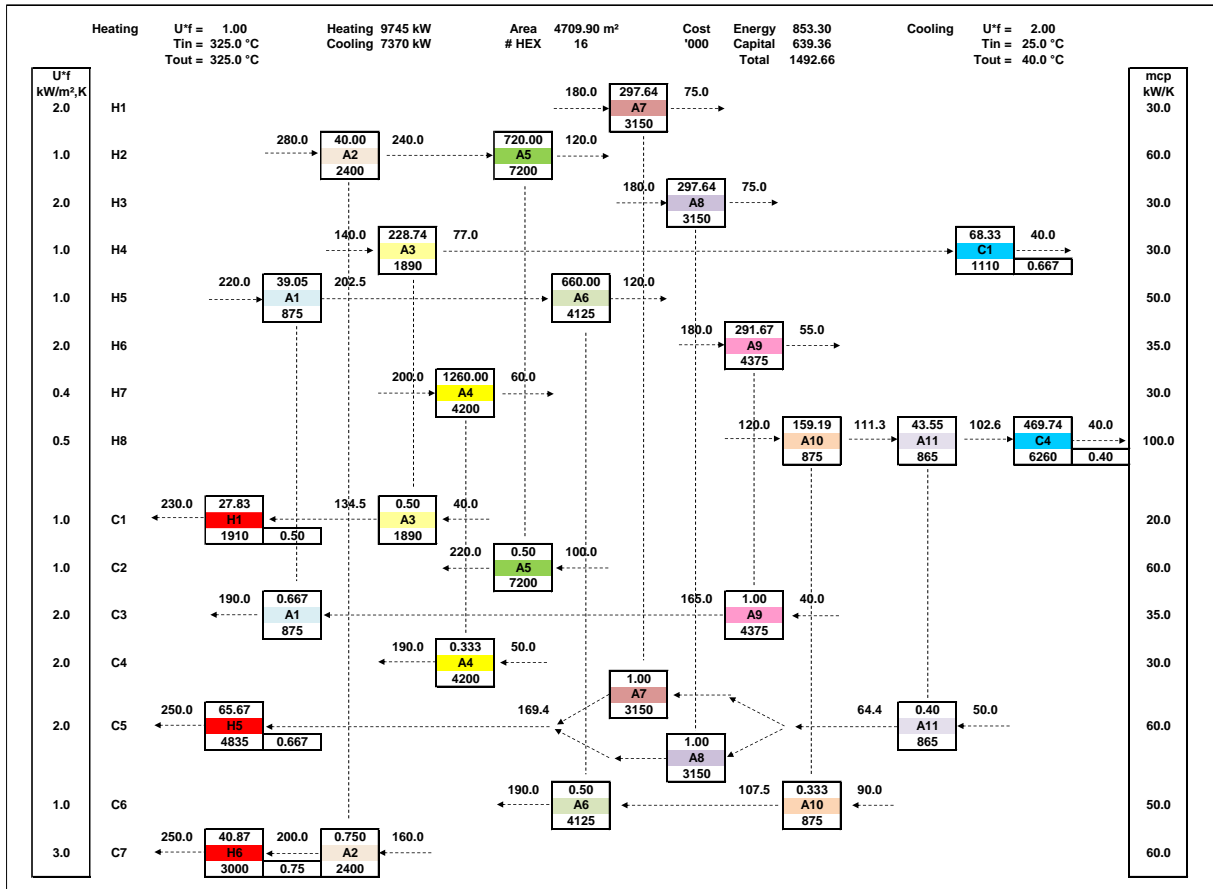 Heating U*f = 1.00 Heating 9745 kW Area 4709.90 m² Cost Energy 853.30 Cooling U*f = 2.00
Tin = 325.0 °C Cooling 7370 kW # HEX 16 '000 Capital 639.36 Tin = 25.0 °C
Tout = 325.0 °C Total 1492.66 Tout = 40.0 °C
U*f mcp
kW/m²,K kW/K
180.0 297.64 75.0
2.0 H1 A7 30.0
3150
280.0 40.00 240.0 720.00 120.0
1.0 H2 A2 A5 60.0
2400 7200
180.0 297.64 75.0
2.0 H3 A8 30.0
3150
140.0 228.74 77.0 68.33 40.0
1.0 H4 A3 C1 30.0
1890 1110 0.667
220.0 39.05 202.5 660.00 120.0
1.0 H5 A1 A6 50.0
875 4125
180.0 291.67 55.0
2.0 H6 A9 35.0
4375
200.0 1260.00 60.0
0.4 H7 A4 30.0
4200
120.0 159.19 111.3 43.55 102.6 469.74 40.0
0.5 H8 A10 A11 C4 100.0
875 865 6260 0.40
230.0 27.83 134.5 0.50 40.0
1.0 C1 H1 A3 20.0
1910 0.50 1890
220.0 0.50 100.0
1.0 C2 A5 60.0
7200
190.0 0.667 165.0 1.00 40.0
2.0 C3 A1 A9 35.0
875 4375
190.0 0.333 50.0
2.0 C4 A4 30.0
4200
1.00
A7
3150
250.0 65.67 169.4 64.4 0.40 50.0
2.0 C5 H5 A11 60.0
4835 0.667 865
1.00
A8
3150
190.0 0.50 107.5 0.333 90.0
1.0 C6 A6 A10 50.0
4125 875
250.0 40.87 200.0 0.750 160.0
3.0 C7 H6 A2 60.0
3000 0.75 2400